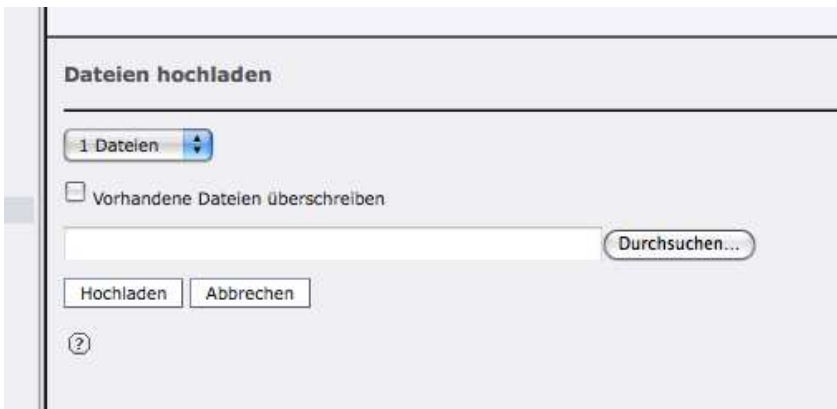 Dateien hochladen
1 Dateien
Vorhandene Dateien überschreiben
Durchsuchen...
Hochladen Abbrechen
?